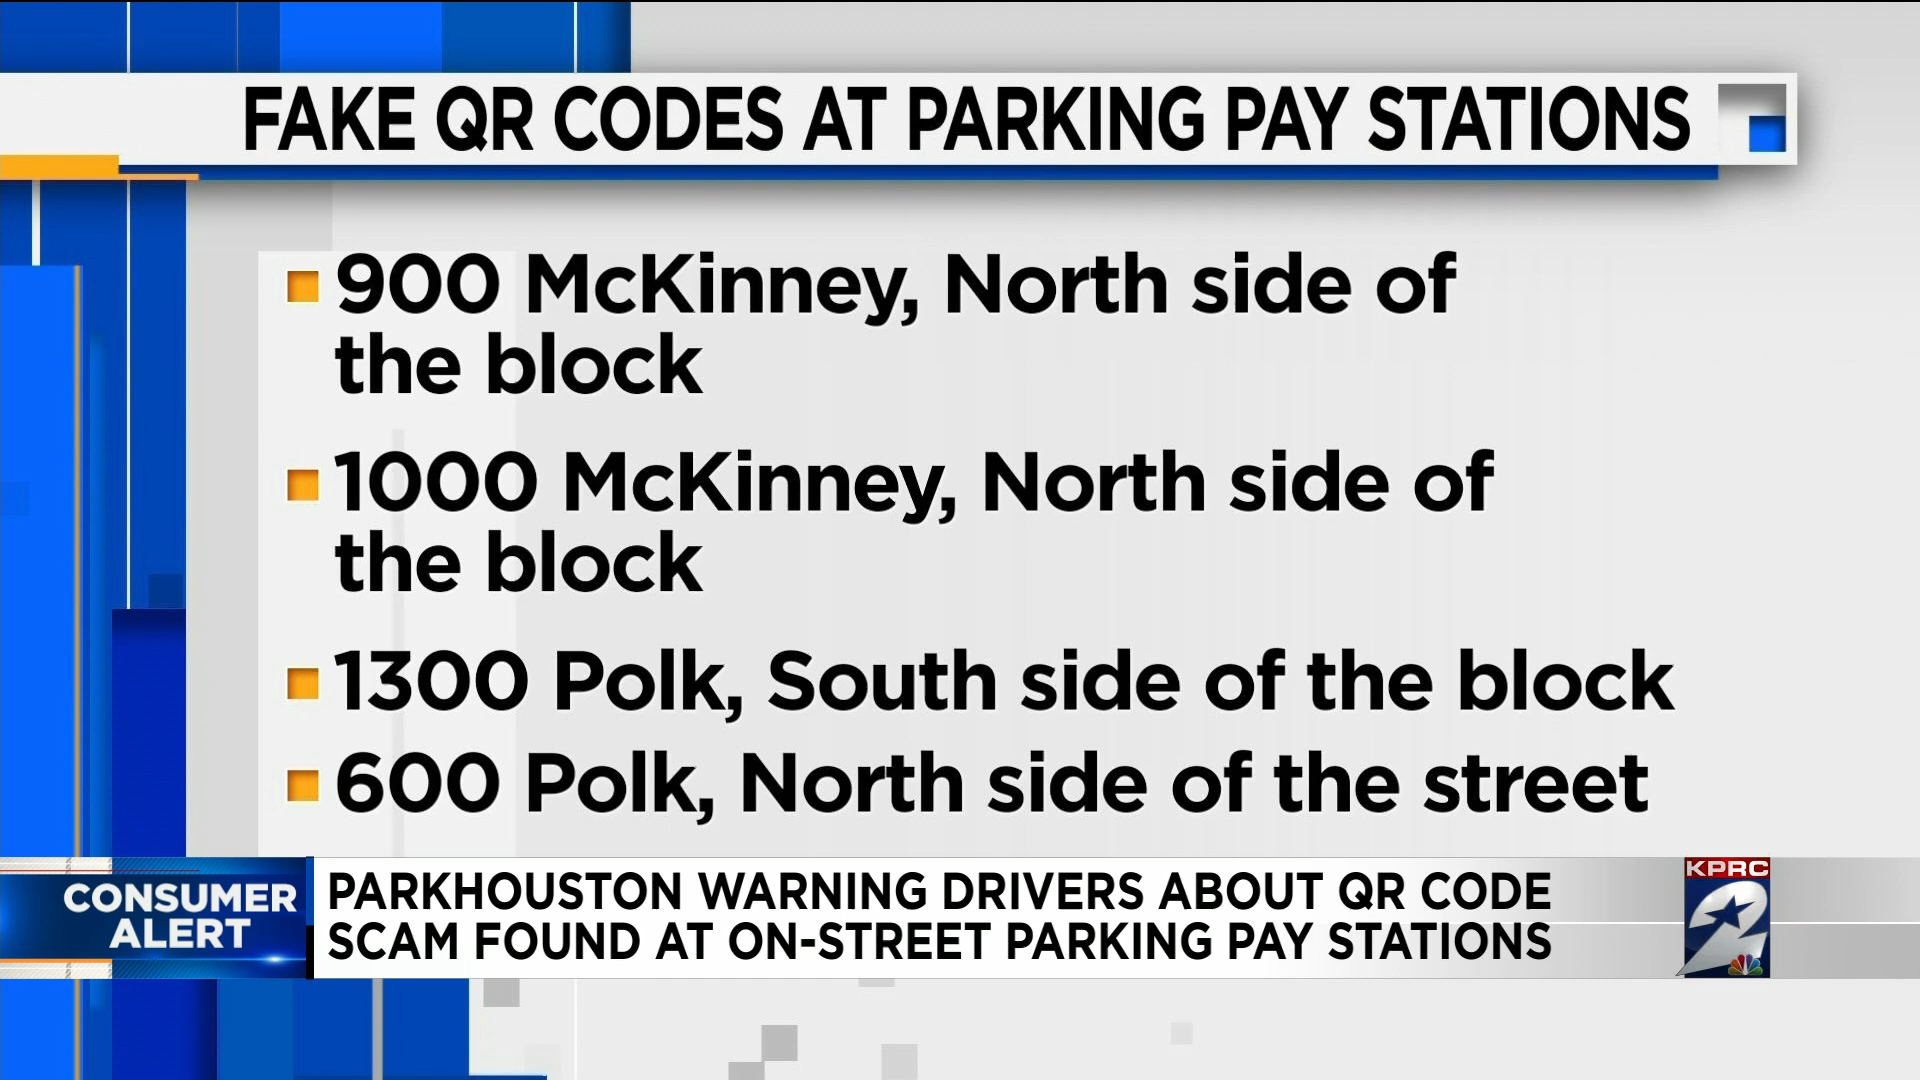 FAKE QR CODES AT PARKING PAY STATIONS
900 McKinney, North side of
the block
1000 McKinney, North side of
the block
1300 Polk, South side of the block
600 Polk, North side of the street
CONSUMER
ALERT
PARKHOUSTON WARNING DRIVERS ABOUT QR CODE
SCAM FOUND AT ON-STREET PARKING PAY STATIONS
KPRC
2